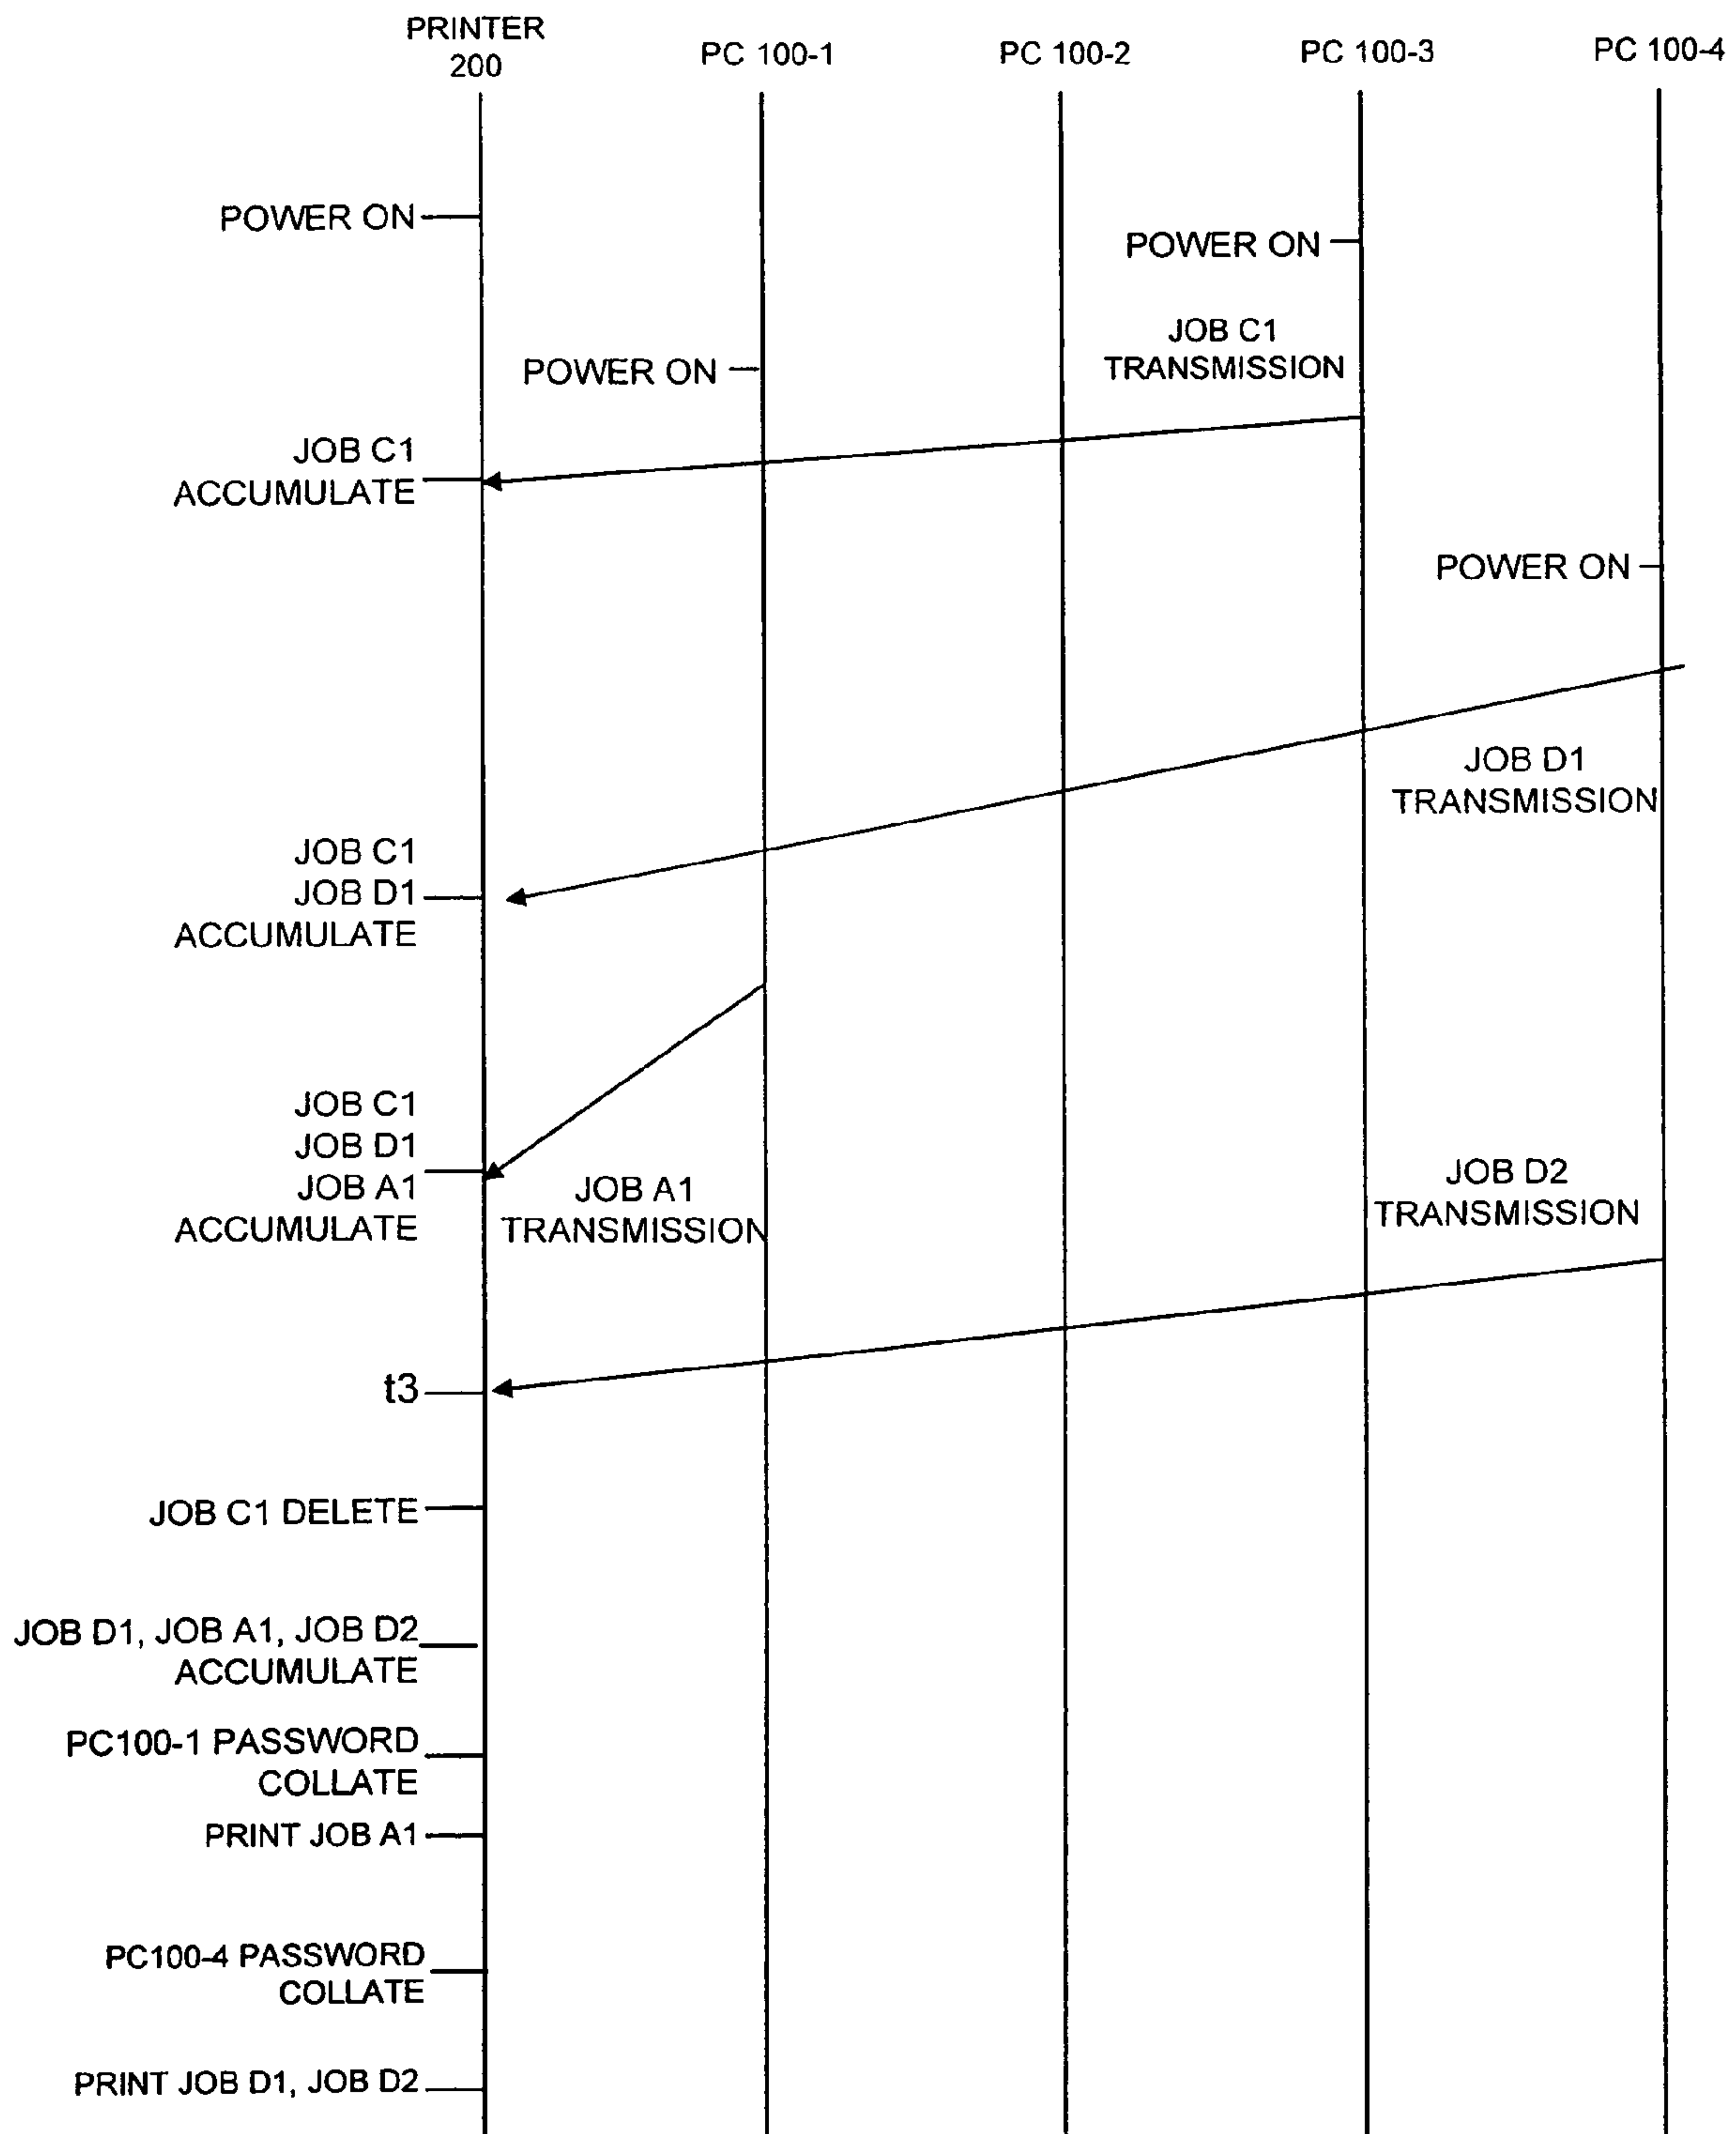 PRINTER
200
PC 100-1
PC 100-2
PC 100-3
PC 100-4
POWER ON
POWER ON
JOB C1
TRANSMISSION
POWER ON
JOB C1
ACCUMULATE
POWER ON
JOB D1
TRANSMISSION
JOB C1
JOB D1
ACCUMULATE
JOB C1
JOB D1
JOB A1
ACCUMULATE
JOB A1
TRANSMISSION
JOB D2
TRANSMISSION
t3
JOB C1 DELETE
JOB D1, JOB A1, JOB D2
ACCUMULATE
PC100-1 PASSWORD
COLLATE
PRINT JOB A1
PC100-4 PASSWORD
COLLATE
PRINT JOB D1, JOB D2